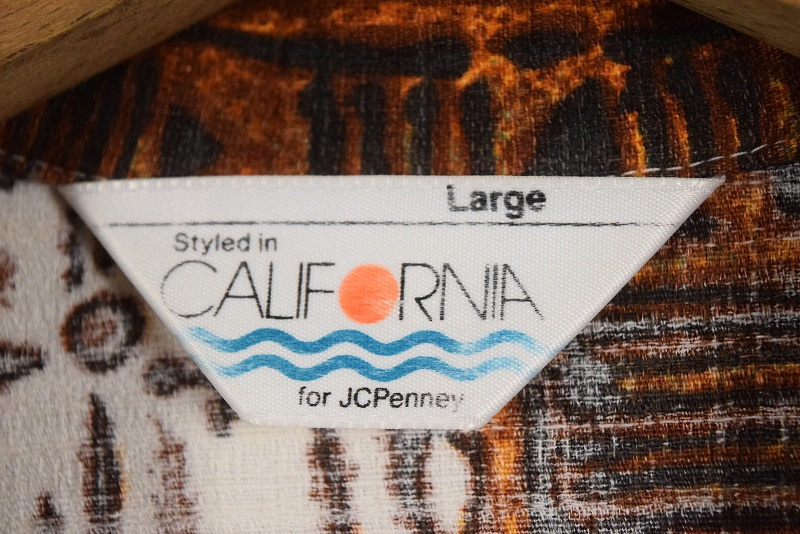 Large
Styled in
CALIFORNIA
for JCPenney